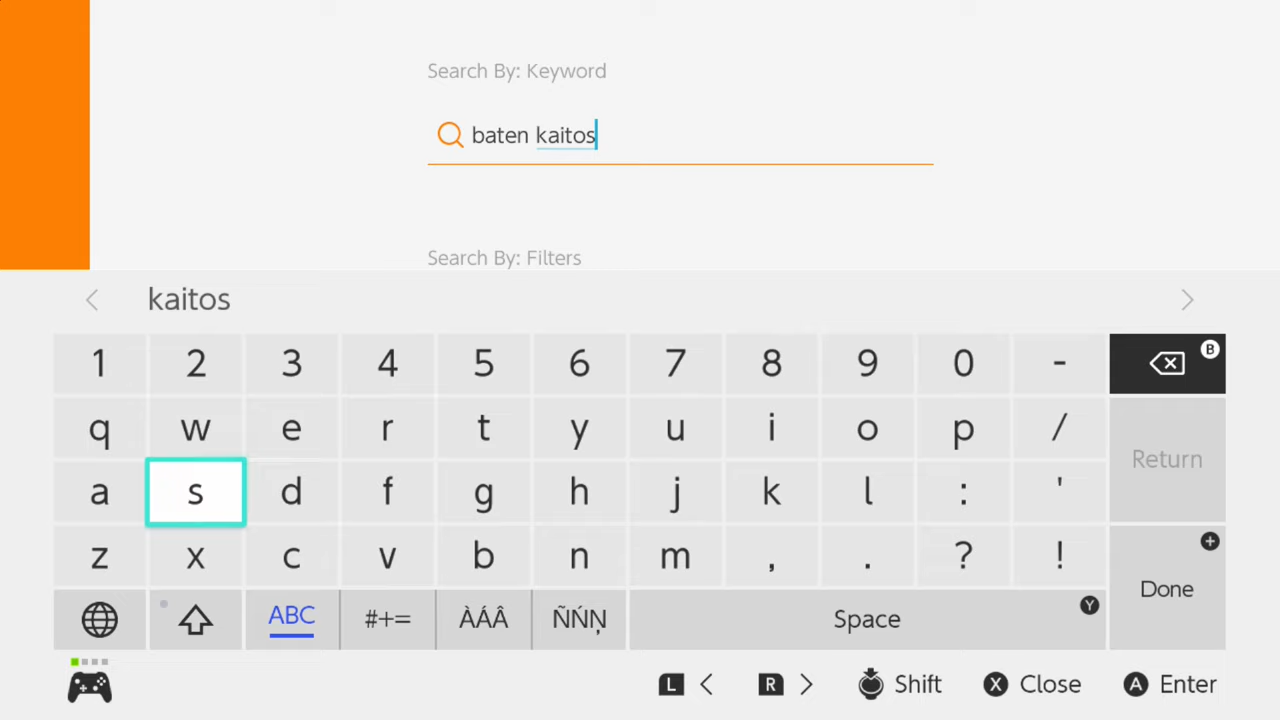 Search By: Keyword
baten kaitos
Search By: Filters
kaitos
1 2 3 4 5 6 7 8 9 0 - B
q w e r t y u i o p /
Return
a s d f g h j k l : '
z x c v b n m , . ? ! +
Done
ABC #+= ÀÁÂ ÑŃŅ Space Y
L < R > Shift X Close A Enter